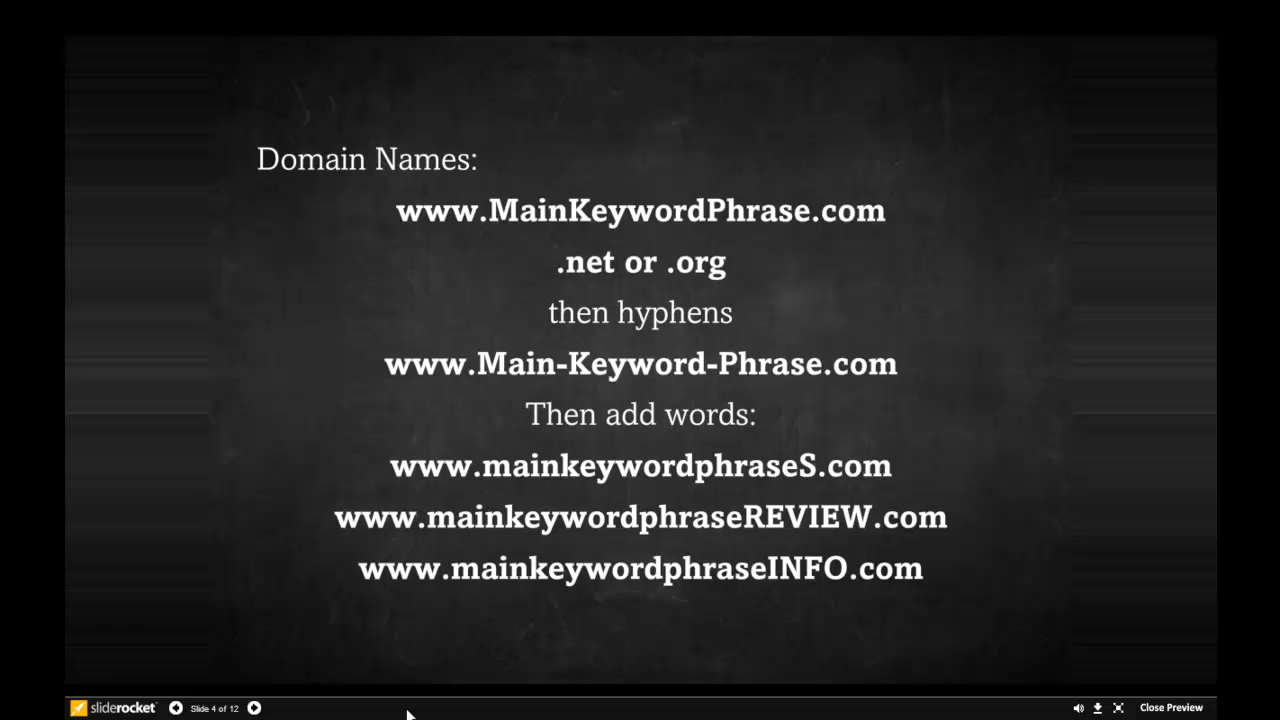 Domain Names:
www.MainKeywordPhrase.com
.net or .org
then hyphens
www.Main-Keyword-Phrase.com
Then add words:
www.mainkeywordphraseS.com
www.mainkeywordphraseREVIEW.com
www.mainkeywordphraseINFO.com
sliderocket
Slide 4 of 12
Close Preview